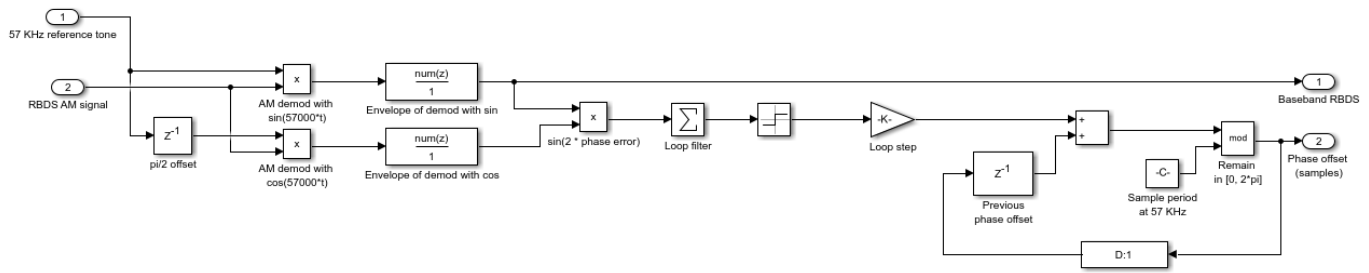 1
57 KHz reference tone
2
RBDS AM signal
z-1
pi/2 offset
x
AM demod with
sin(57000*t)
x
AM demod with
cos(57000*t)
num(z)
1
Envelope of demod with sin
num(z)
1
Envelope of demod with cos
x
sin(2 * phase error)
∑
Loop filter
-K-
Loop step
z-1
Previous
phase offset
+
+
-C-
Sample period
at 57 KHz
mod
Remain
in [0, 2*pi]
D:1
1
Baseband RBDS
2
Phase offset
(samples)